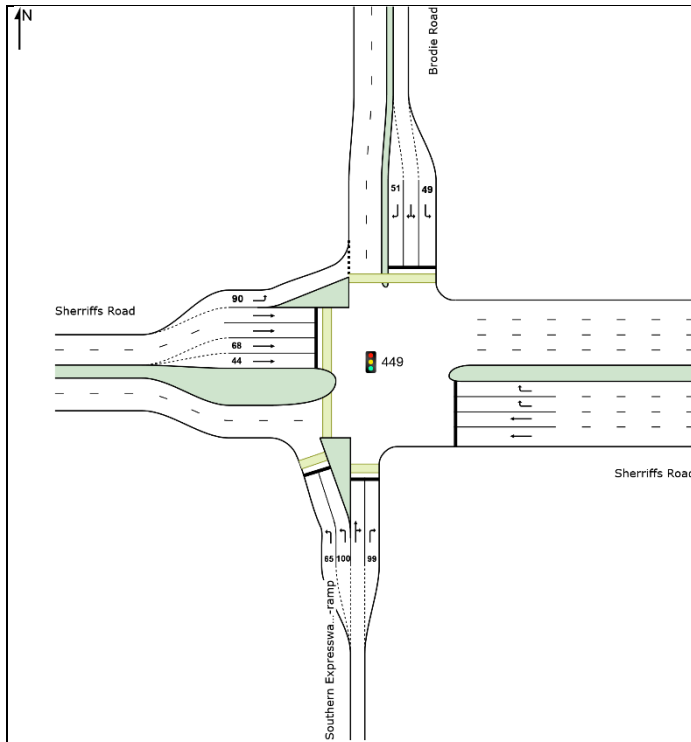 N
Brodie Road
51
49
90
Sherriffs Road
68
44
449
Sherriffs Road
65
100
99
Southern Expresswa...-ramp